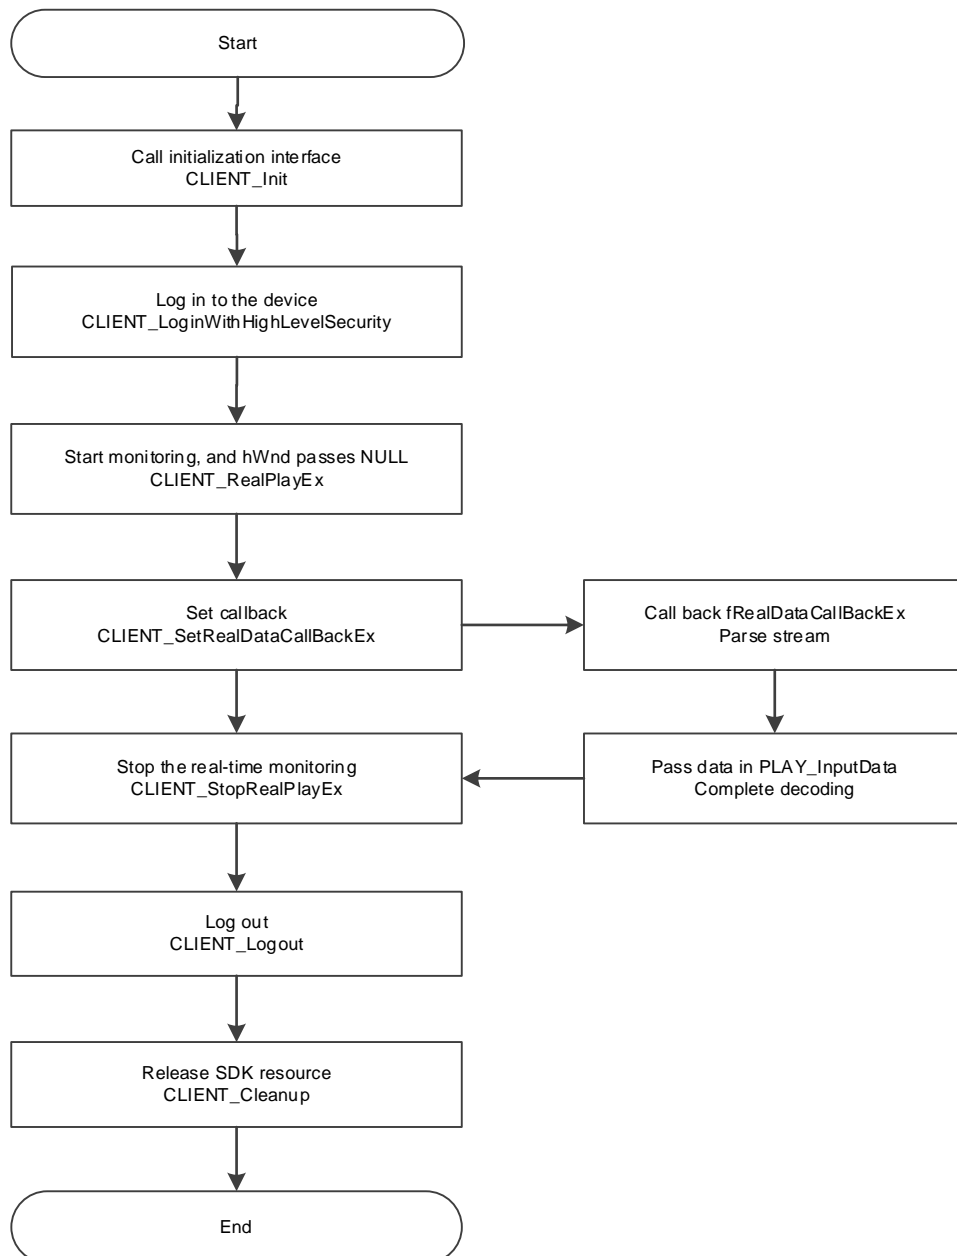 Start
Call initialization interface
CLIENT_Init
Log in to the device
CLIENT_LoginWithHighLevelSecurity
Start monitoring, and hWnd passes NULL
CLIENT_RealPlayEx
Set callback
CLIENT_SetRealDataCallBackEx
Call back fRealDataCallBackEx
Parse stream
Stop the real-time monitoring
CLIENT_StopRealPlayEx
Pass data in PLAY_InputData
Complete decoding
Log out
CLIENT_Logout
Release SDK resource
CLIENT_Cleanup
End